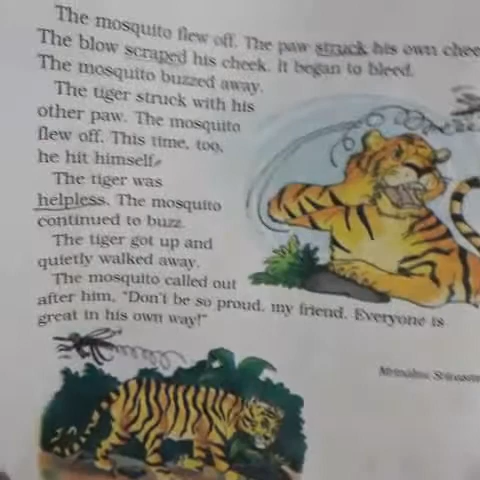 The mosquito flew off. The paw struck his own
The blow scraped his cheek. It began to bleed.
The mosquito buzzed away.
The tiger struck with his
other paw. The mosquito
flew off. This time, too,
he hit himself.
The tiger was
helpless. The mosquito
continued to buzz.
The tiger got up and
quietly walked away.
The mosquito called out
after him, "Don't be so proud, my friend. Everyone is
great in his own way!"